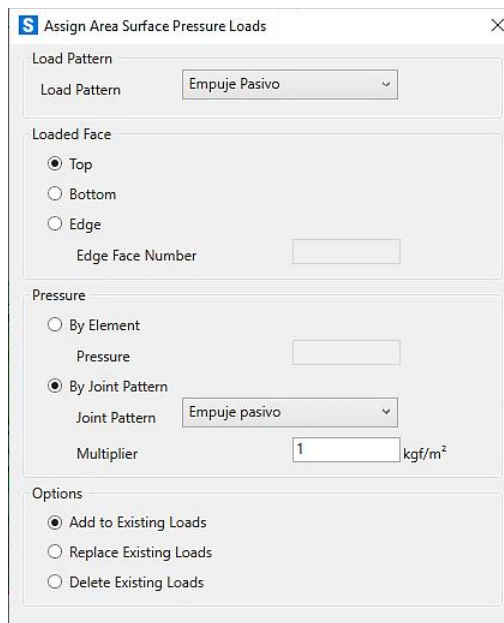 S Assign Area Surface Pressure Loads
Load Pattern
Load Pattern Empuje Pasivo
Loaded Face
Top
Bottom
Edge
Edge Face Number
Pressure
By Element
Pressure
By Joint Pattern
Joint Pattern Empuje pasivo
Multiplier 1 kgf/m²
Options
Add to Existing Loads
Replace Existing Loads
Delete Existing Loads